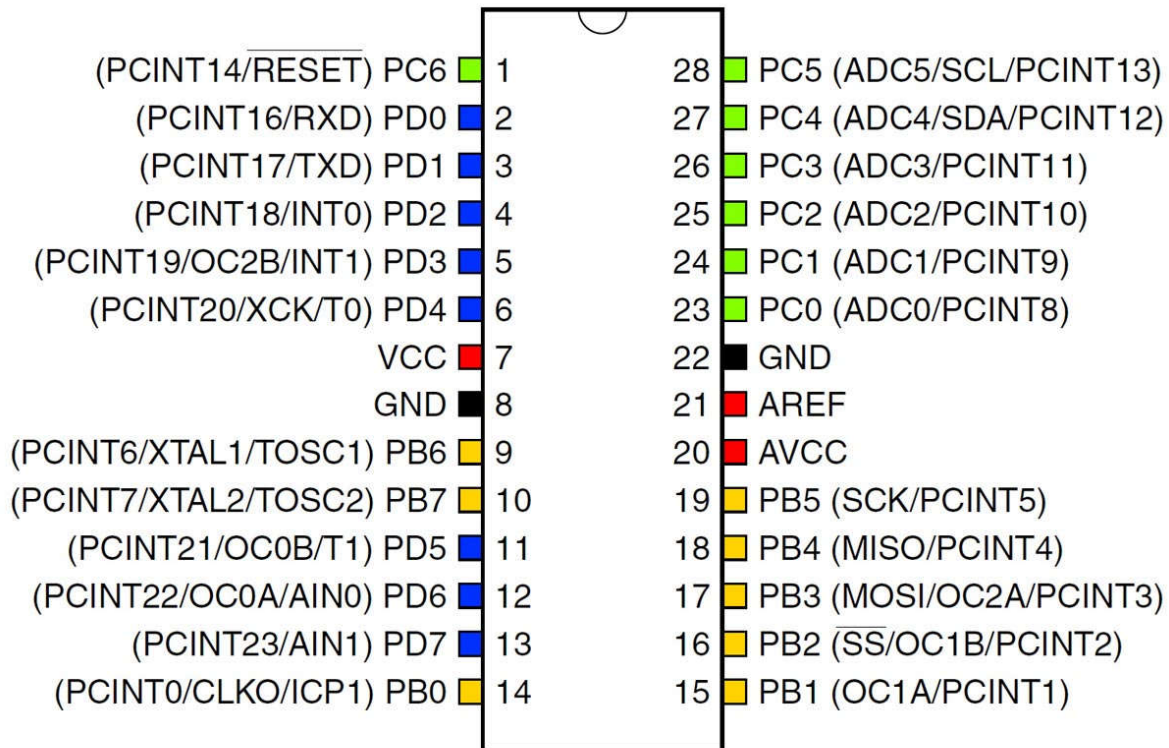 (PCINT14/RESET) PC6 1 28 PC5 (ADC5/SCL/PCINT13)
(PCINT16/RXD) PD0 2 27 PC4 (ADC4/SDA/PCINT12)
(PCINT17/TXD) PD1 3 26 PC3 (ADC3/PCINT11)
(PCINT18/INT0) PD2 4 25 PC2 (ADC2/PCINT10)
(PCINT19/OC2B/INT1) PD3 5 24 PC1 (ADC1/PCINT9)
(PCINT20/XCK/T0) PD4 6 23 PC0 (ADC0/PCINT8)
VCC 7 22 GND
GND 8 21 AREF
(PCINT6/XTAL1/TOSC1) PB6 9 20 AVCC
(PCINT7/XTAL2/TOSC2) PB7 10 19 PB5 (SCK/PCINT5)
(PCINT21/OC0B/T1) PD5 11 18 PB4 (MISO/PCINT4)
(PCINT22/OC0A/AIN0) PD6 12 17 PB3 (MOSI/OC2A/PCINT3)
(PCINT23/AIN1) PD7 13 16 PB2 (SS/OC1B/PCINT2)
(PCINT0/CLKO/ICP1) PB0 14 15 PB1 (OC1A/PCINT1)